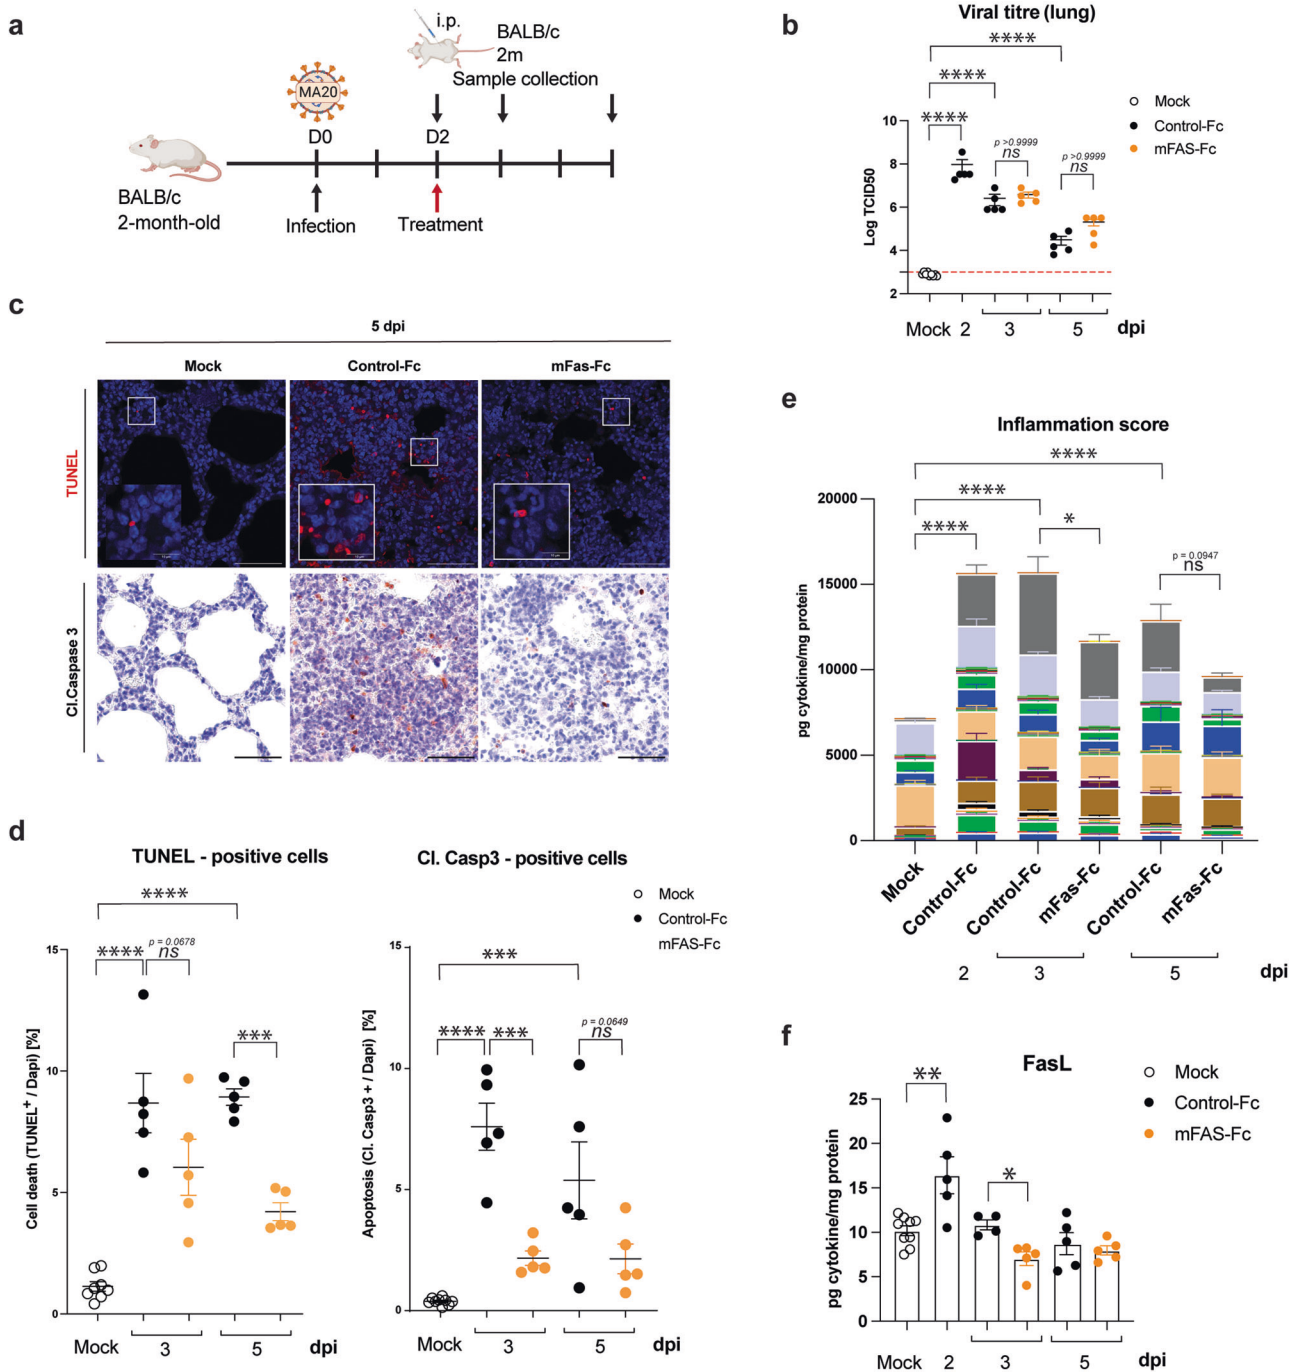 a
i.p.
BALB/c
2m
Sample collection
MA20
D0
D2
BALB/c
2-month-old
Infection
Treatment
b
Viral titre (lung)
****
****
****
p >0.9999
ns
p >0.9999
ns
Log TCID50
10
8
6
4
2
Mock 2 3 5 dpi
Mock
Control-Fc
mFAS-Fc
c
5 dpi
Mock
Control-Fc
mFas-Fc
TUNEL
Cl.Caspase 3
d
TUNEL - positive cells
****
****
p = 0.0678
ns
***
Cell death (TUNEL+ / Dapi) [%]
15
10
5
0
Mock 3 5 dpi
Cl. Casp3 - positive cells
Mock
Control-Fc
mFAS-Fc
***
****
***
p = 0.0649
ns
Apoptosis (Cl. Casp3 + / Dapi) [%]
15
10
5
0
Mock 3 5 dpi
e
Inflammation score
****
****
****
*
p = 0.0947
ns
pg cytokine/mg protein
20000
15000
10000
5000
0
Mock
Control-Fc
Control-Fc
mFas-Fc
Control-Fc
mFas-Fc
2 3 5 dpi
f
FasL
Mock
Control-Fc
mFAS-Fc
**
*
pg cytokine/mg protein
25
20
15
10
5
0
Mock 2 3 5 dpi